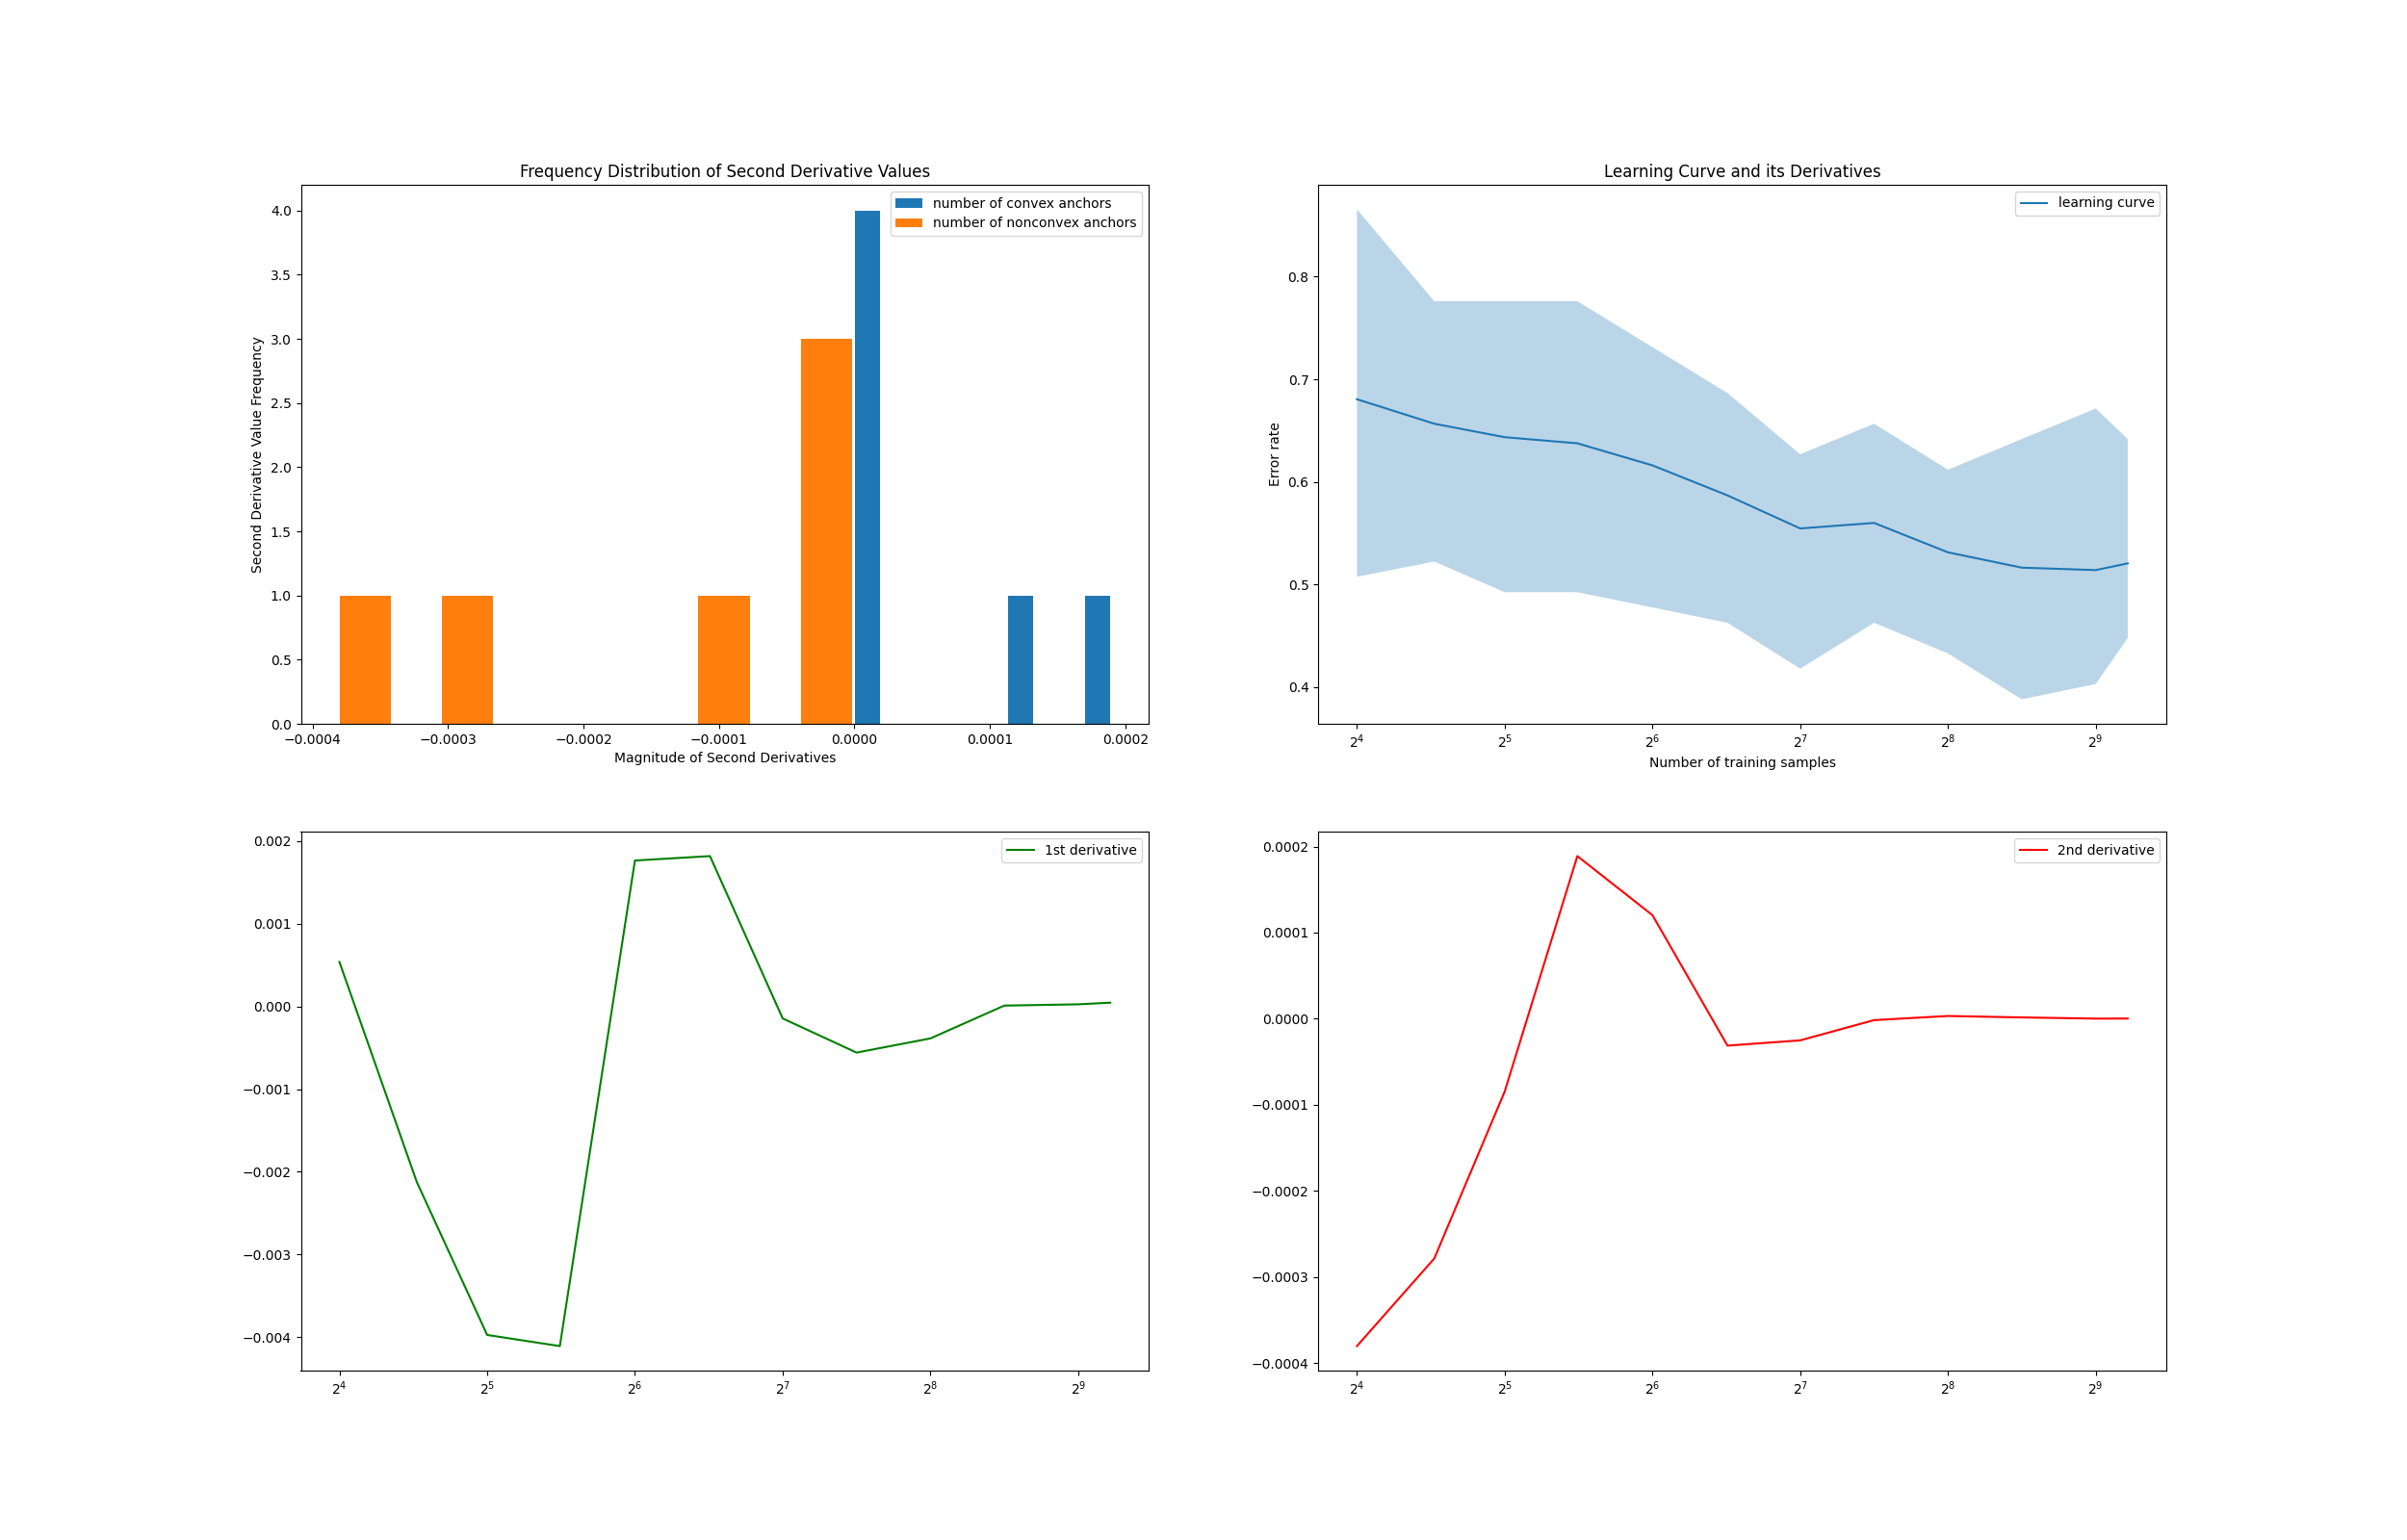 Frequency Distribution of Second Derivative Values
number of convex anchors
number of nonconvex anchors
Second Derivative Value Frequency
4.0
3.5
3.0
2.5
2.0
1.5
1.0
0.5
0.0
−0.0004 −0.0003 −0.0002 −0.0001 0.0000 0.0001 0.0002
Magnitude of Second Derivatives
Learning Curve and its Derivatives
learning curve
Error rate
0.8
0.7
0.6
0.5
0.4
2⁴ 2⁵ 2⁶ 2⁷ 2⁸ 2⁹
Number of training samples
1st derivative
0.002
0.001
0.000
−0.001
−0.002
−0.003
−0.004
2⁴ 2⁵ 2⁶ 2⁷ 2⁸ 2⁹
2nd derivative
0.0002
0.0001
0.0000
−0.0001
−0.0002
−0.0003
−0.0004
2⁴ 2⁵ 2⁶ 2⁷ 2⁸ 2⁹